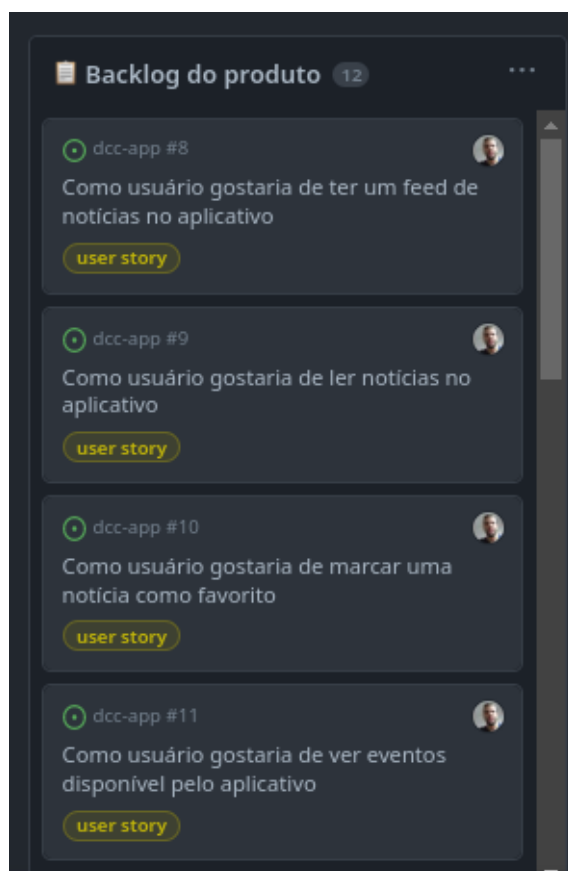 Backlog do produto 12 ...
dcc-app #8
Como usuário gostaria de ter um feed de
notícias no aplicativo
user story
dcc-app #9
Como usuário gostaria de ler notícias no
aplicativo
user story
dcc-app #10
Como usuário gostaria de marcar uma
notícia como favorito
user story
dcc-app #11
Como usuário gostaria de ver eventos
disponível pelo aplicativo
user story